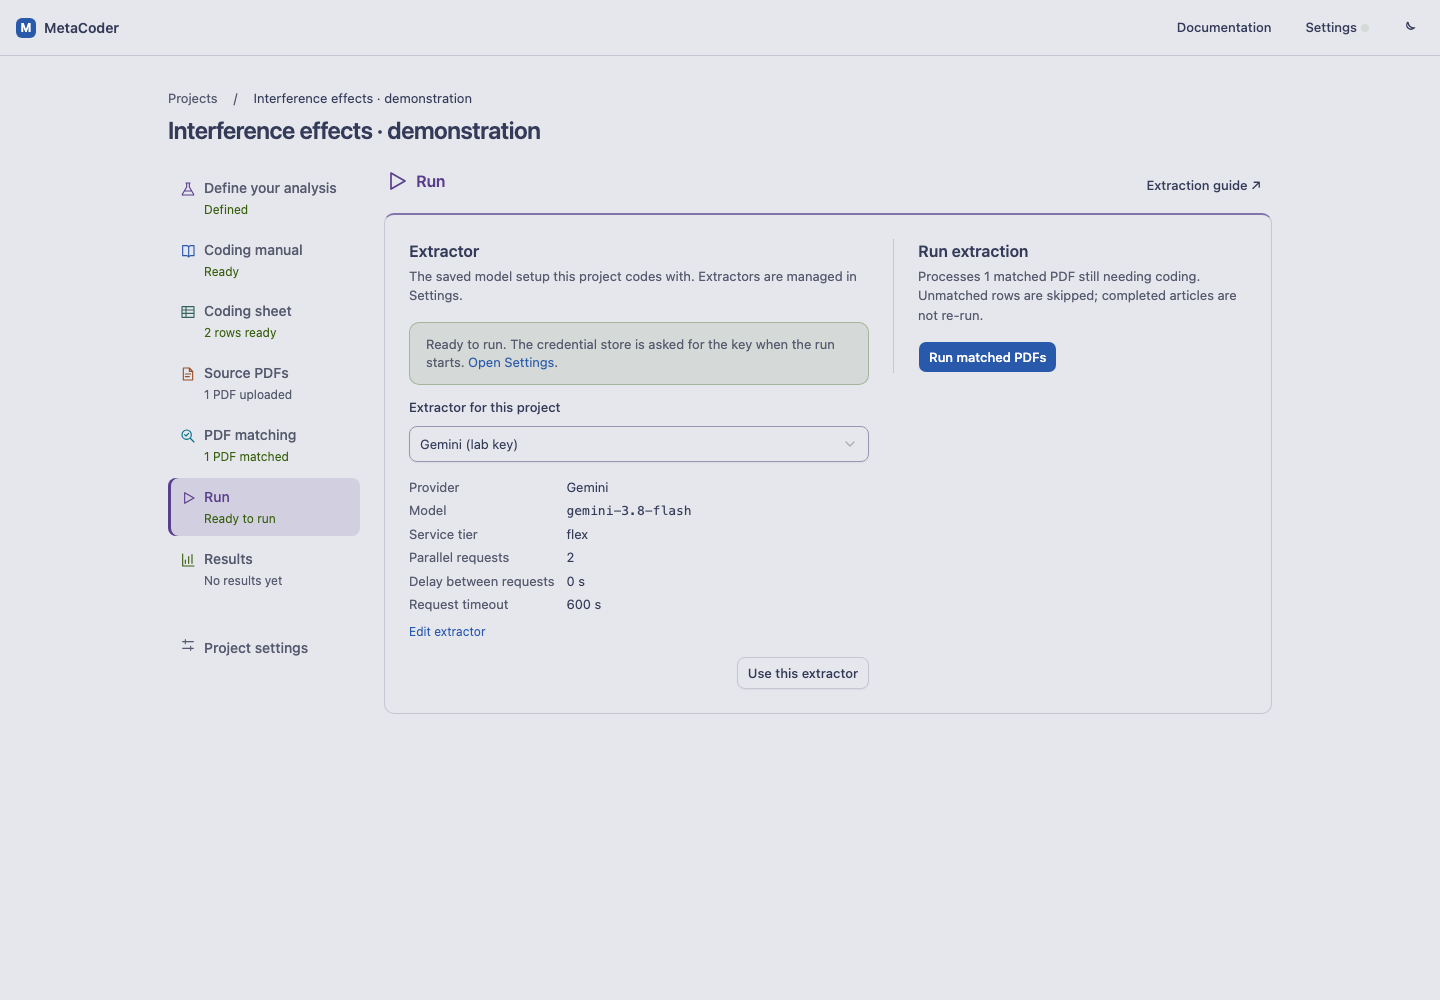 M MetaCoder
Documentation
Settings
Projects / Interference effects · demonstration
Interference effects · demonstration
Define your analysis
Defined
Coding manual
Ready
Coding sheet
2 rows ready
Source PDFs
1 PDF uploaded
PDF matching
1 PDF matched
Run
Ready to run
Results
No results yet
Project settings
Run
Extraction guide ↗
Extractor
The saved model setup this project codes with. Extractors are managed in
Settings.
Ready to run. The credential store is asked for the key when the run
starts. Open Settings.
Extractor for this project
Gemini (lab key)
Provider Gemini
Model gemini-3.8-flash
Service tier flex
Parallel requests 2
Delay between requests 0 s
Request timeout 600 s
Edit extractor
Use this extractor
Run extraction
Processes 1 matched PDF still needing coding.
Unmatched rows are skipped; completed articles are
not re-run.
Run matched PDFs